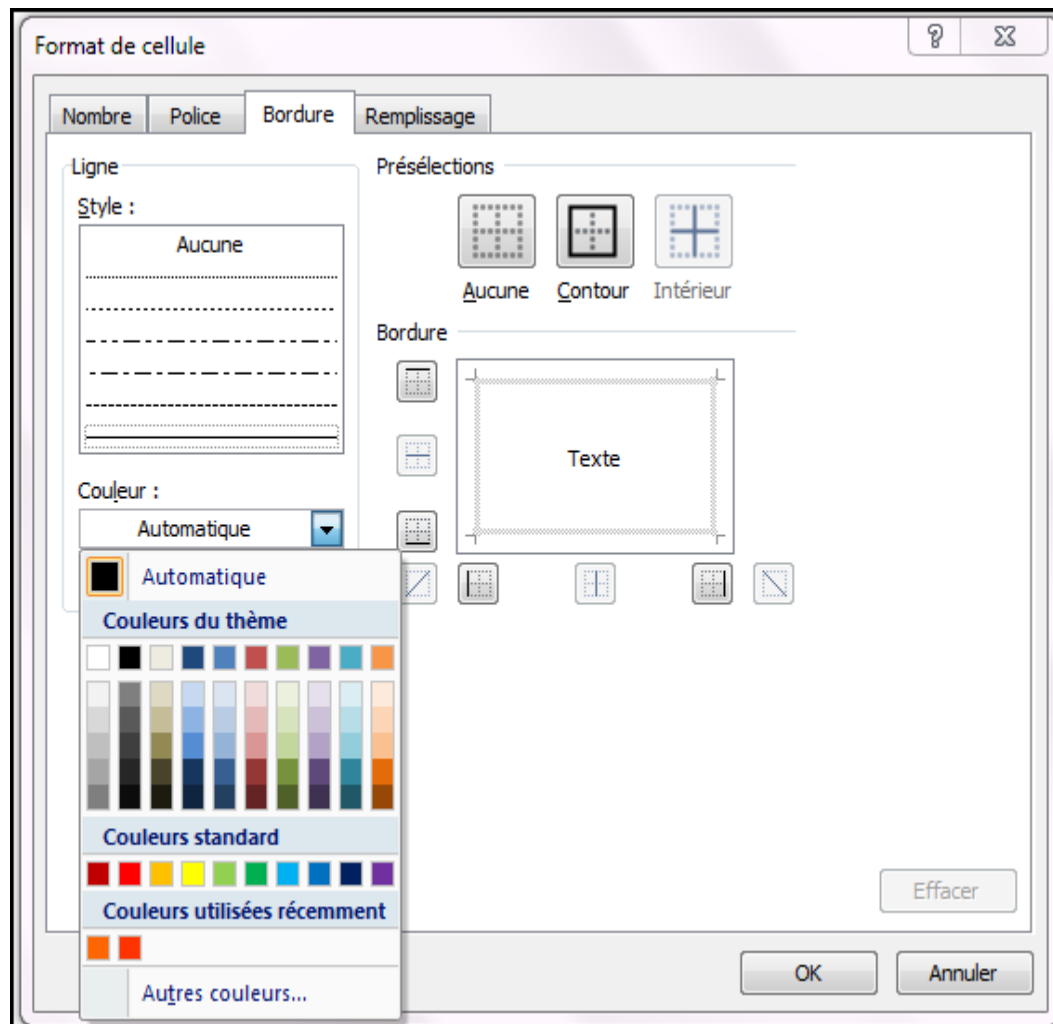 Format de cellule
Nombre Police Bordure Remplissage
Ligne
Style :
Aucune
Couleur :
Automatique
Automatique
Couleurs du thème
Couleurs standard
Couleurs utilisées récemment
Autres couleurs...
Présélections
Aucune Contour Intérieur
Bordure
Texte
Effacer
OK Annuler